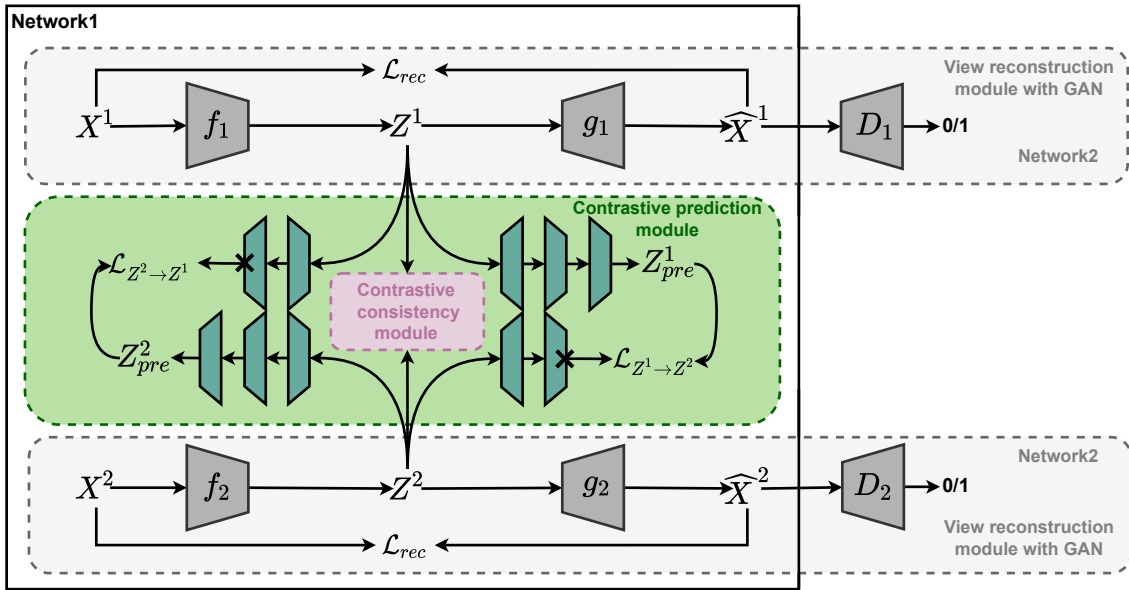 Network1
View reconstruction
module with GAN
ℒ_rec
X^1
f_1
Z^1
g_1
\hat{X}^1
D_1
0/1
Network2
Contrastive prediction
module
ℒ_{Z^2→Z^1}
Z^1_{pre}
Contrastive
consistency
module
Z^2_{pre}
ℒ_{Z^1→Z^2}
Network2
X^2
f_2
Z^2
g_2
\hat{X}^2
D_2
0/1
ℒ_rec
View reconstruction
module with GAN